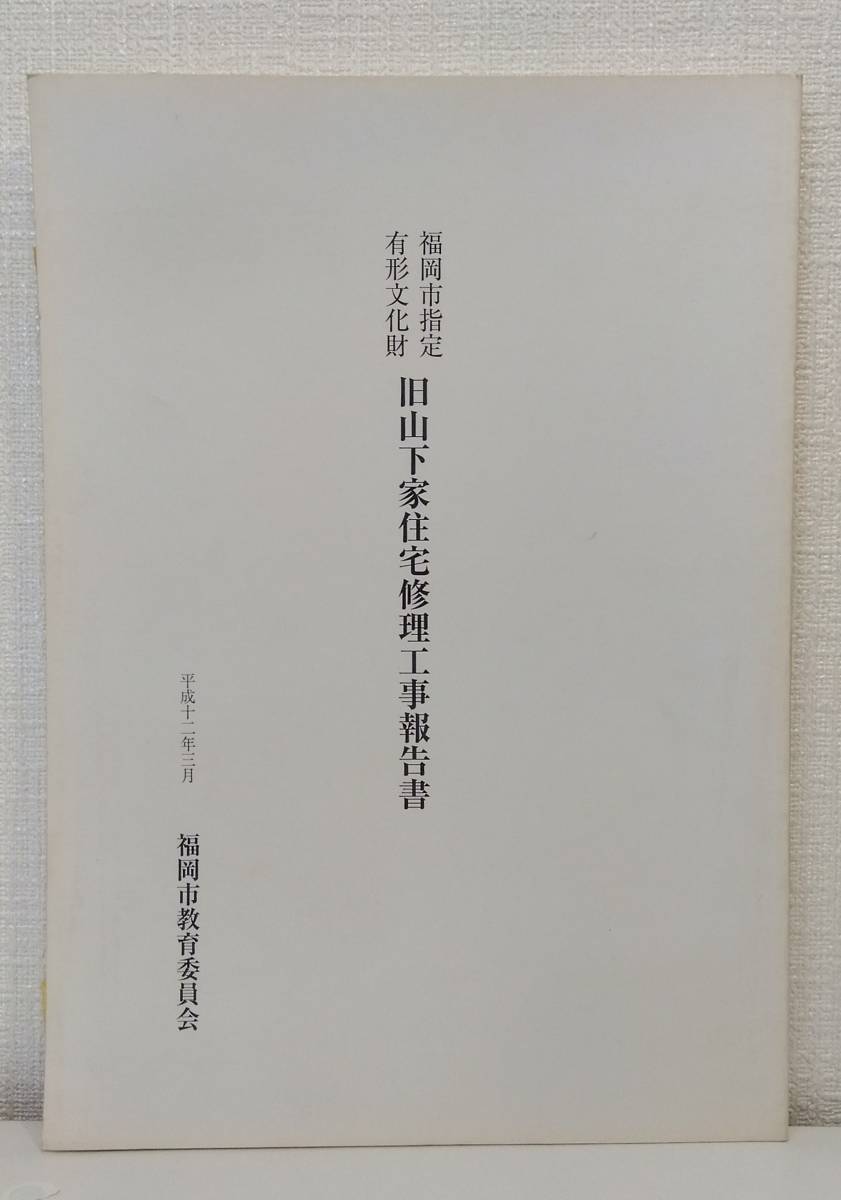 福岡市指定
有形文化財
旧山下家住宅修理工事報告書
平成十二年三月
福岡市教育委員会